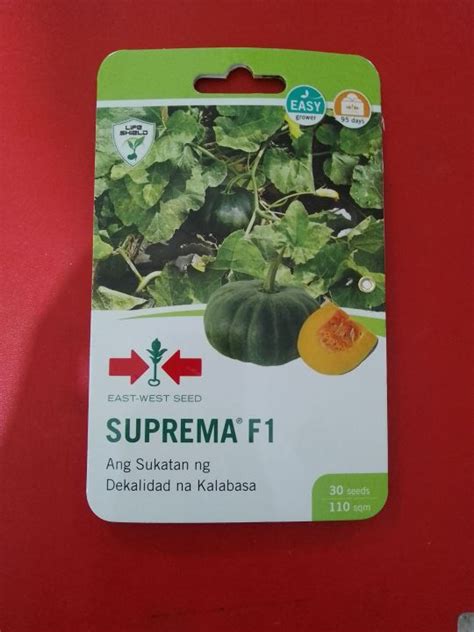 EASY
grower
95 days
LIFE
SHIELD
EAST-WEST SEED
SUPREMA® F1
Ang Sukatan ng
Dekalidad na Kalabasa
30 seeds
110 sqm